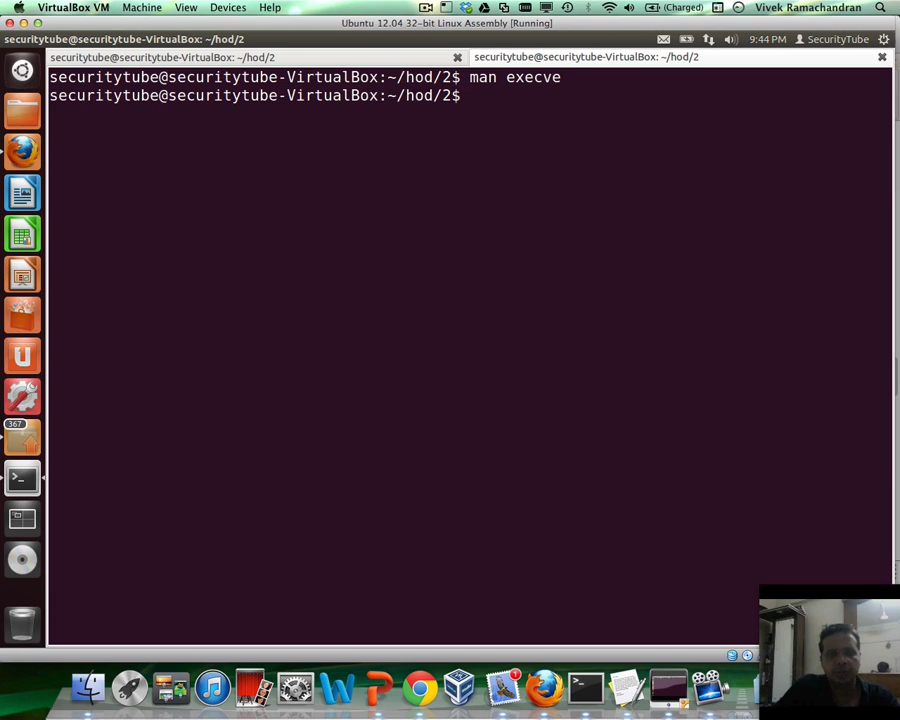 VirtualBox VM Machine View Devices Help (Charged) Vivek Ramachandran
Ubuntu 12.04 32-bit Linux Assembly [Running]
securitytube@securitytube-VirtualBox: ~/hod/2 9:44 PM SecurityTube
securitytube@securitytube-VirtualBox: ~/hod/2 securitytube@securitytube-VirtualBox: ~/hod/2
securitytube@securitytube-VirtualBox:~/hod/2$ man execve
securitytube@securitytube-VirtualBox:~/hod/2$
367